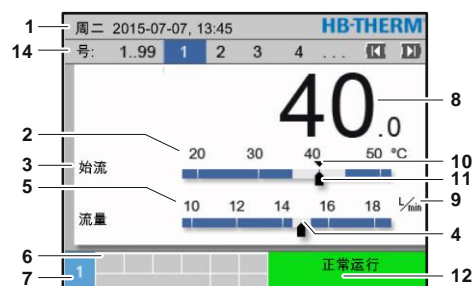 1 周二 2015-07-07, 13:45 HB-THERM
14 号: 1..99 1 2 3 4 ...
40.0 8
2 20 30 40 50 °C 10
3 始流 11
5 10 12 14 16 18 L/min 9
流量 4
6
7 1 正常运行 12